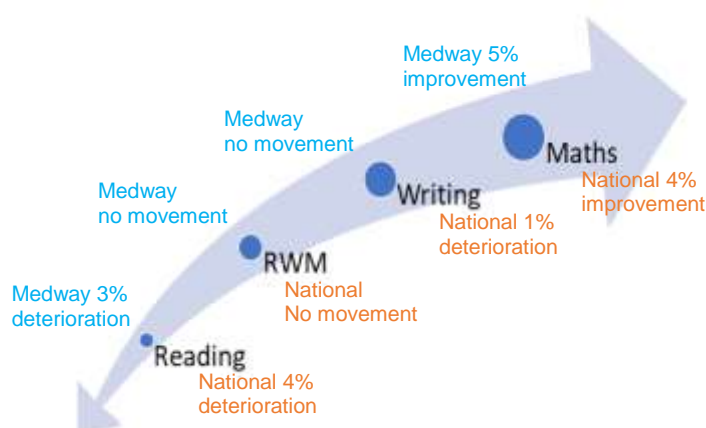 Medway 5%
improvement
Maths
National 4%
improvement
Medway
no movement
Writing
National 1%
deterioration
Medway
no movement
RWM
National
No movement
Medway 3%
deterioration
Reading
National 4%
deterioration